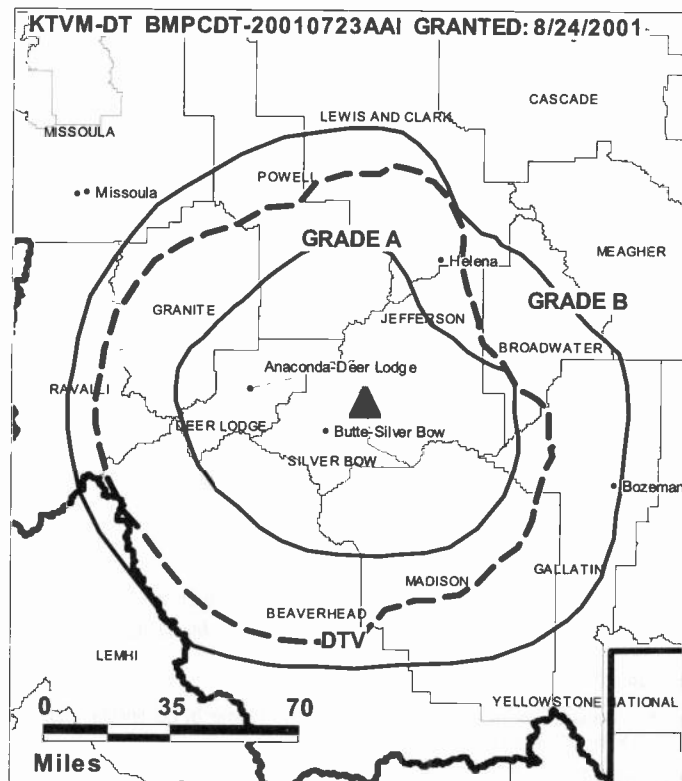 KTVM-DT BMPCDT-20010723AAI GRANTED: 8/24/2001
CASCADE
LEWIS AND CLARK
MISSOULA
POWELL
Missoula
GRADE A
MEAGHER
Helena
GRADE B
GRANITE
JEFFERSON
BROADWATER
Anaconda-Deer Lodge
RAVALLI
DEER LODGE
Butte-Silver Bow
SILVER BOW
Bozeman
GALLATIN
MADISON
BEAVERHEAD
DTV
LEMHI
YELLOWSTONE NATIONAL
0 35 70
Miles